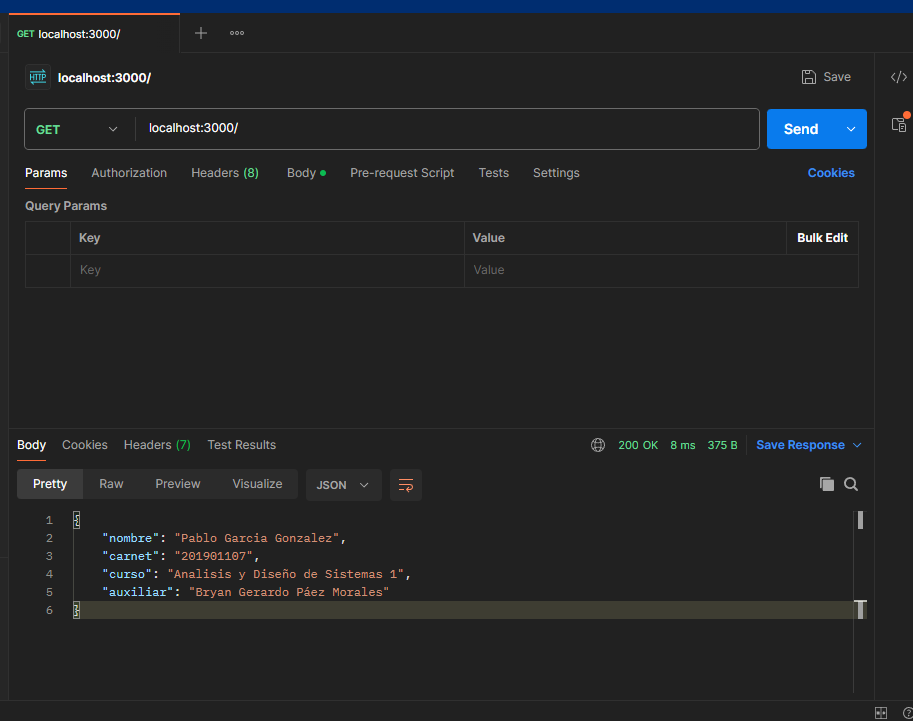 GET localhost:3000/
HTTP localhost:3000/
Save
GET
localhost:3000/
Send
Params Authorization Headers (8) Body Pre-request Script Tests Settings Cookies
Query Params
Key Value Bulk Edit
Key Value
Body Cookies Headers (7) Test Results 200 OK 8 ms 375 B Save Response
Pretty Raw Preview Visualize JSON
1 {
2 "nombre": "Pablo Garcia Gonzalez",
3 "carnet": "201901107",
4 "curso": "Analisis y Diseño de Sistemas 1",
5 "auxiliar": "Bryan Gerardo Páez Morales"
6 }